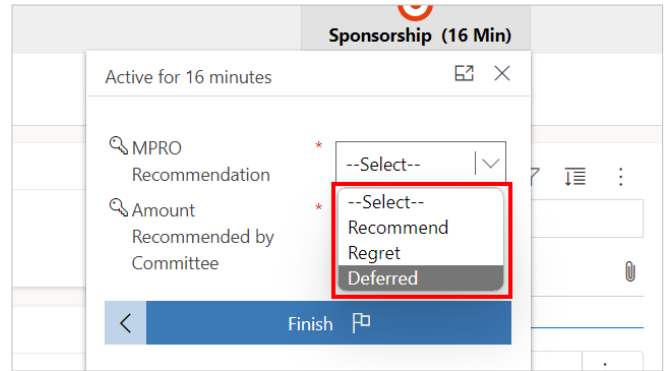 Sponsorship (16 Min)
Active for 16 minutes
MPRO
Recommendation
*
--Select--
Amount
Recommended by
Committee
*
--Select--
Recommend
Regret
Deferred
Finish